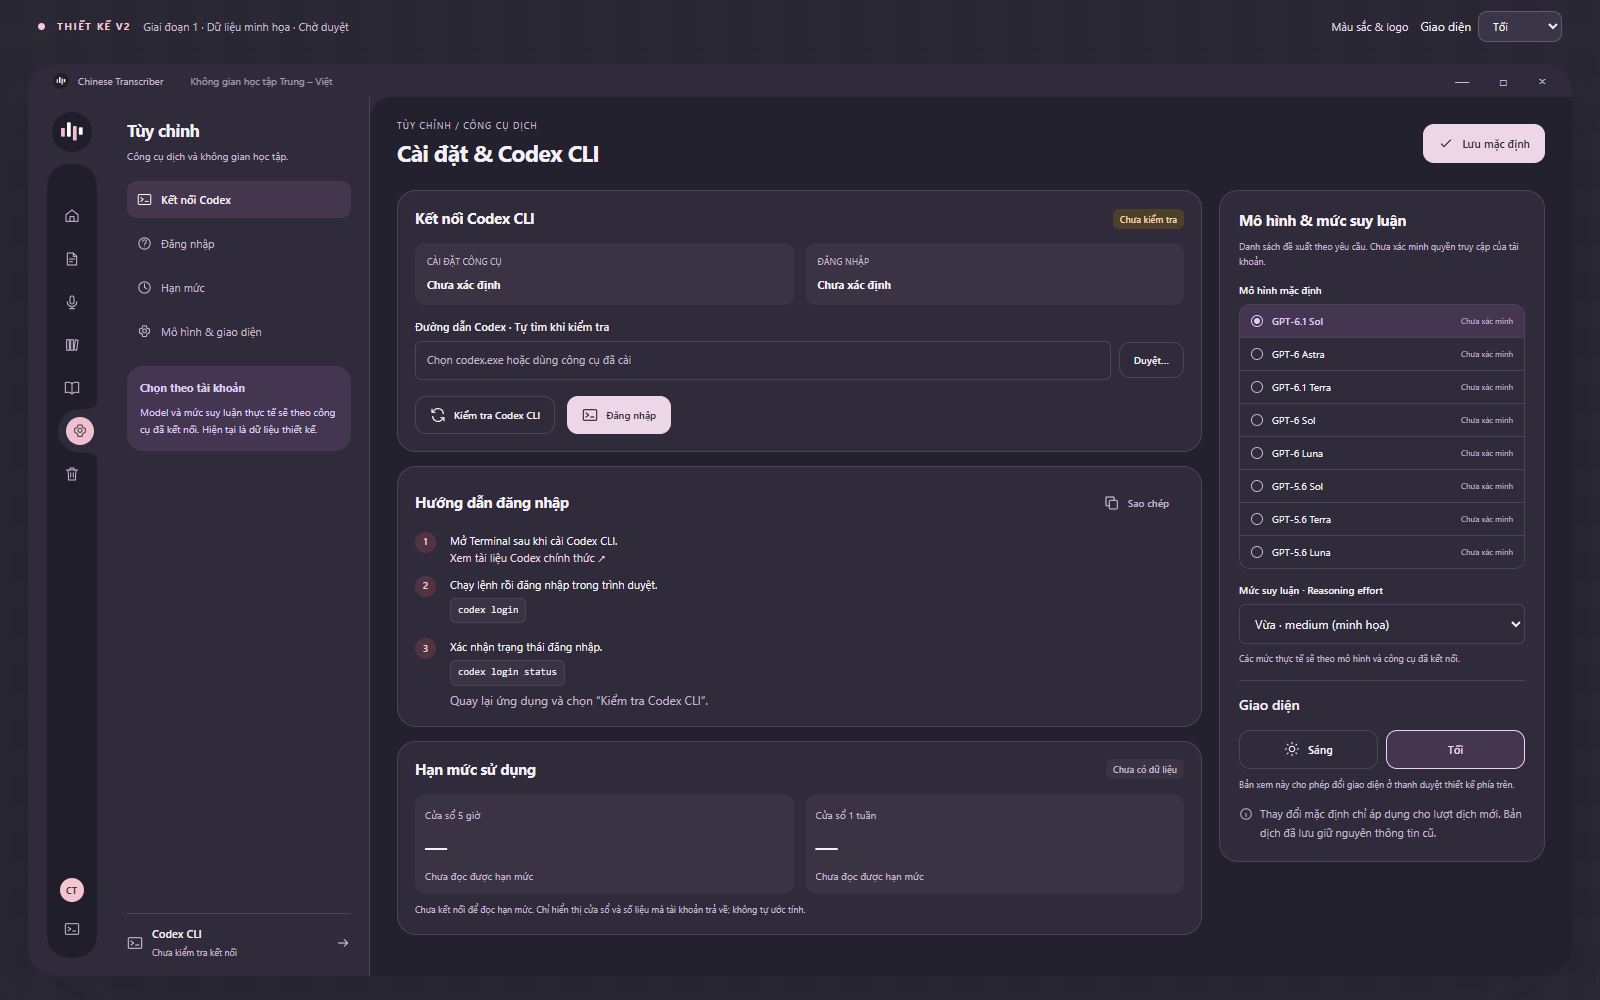 THIẾT KẾ V2
Giai đoạn 1 · Dữ liệu minh họa · Chờ duyệt
Màu sắc & logo
Giao diện
Tối
Chinese Transcriber
Không gian học tập Trung – Việt
Tùy chỉnh
Công cụ dịch và không gian học tập.
Kết nối Codex
Đăng nhập
Hạn mức
Mô hình & giao diện
Chọn theo tài khoản
Model và mức suy luận thực tế sẽ theo công
cụ đã kết nối. Hiện tại là dữ liệu thiết kế.
CT
Codex CLI
Chưa kiểm tra kết nối
TÙY CHỈNH / CÔNG CỤ DỊCH
Cài đặt & Codex CLI
Lưu mặc định
Kết nối Codex CLI
Chưa kiểm tra
CÀI ĐẶT CÔNG CỤ
Chưa xác định
ĐĂNG NHẬP
Chưa xác định
Đường dẫn Codex · Tự tìm khi kiểm tra
Chọn codex.exe hoặc dùng công cụ đã cài
Duyệt...
Kiểm tra Codex CLI
Đăng nhập
Hướng dẫn đăng nhập
Sao chép
1
Mở Terminal sau khi cài Codex CLI.
Xem tài liệu Codex chính thức ↗
2
Chạy lệnh rồi đăng nhập trong trình duyệt.
codex login
3
Xác nhận trạng thái đăng nhập.
codex login status
Quay lại ứng dụng và chọn “Kiểm tra Codex CLI”.
Hạn mức sử dụng
Chưa có dữ liệu
Cửa sổ 5 giờ
—
Chưa đọc được hạn mức
Cửa sổ 1 tuần
—
Chưa đọc được hạn mức
Chưa kết nối để đọc hạn mức. Chỉ hiển thị cửa sổ và số liệu mà tài khoản trả về; không tự ước tính.
Mô hình & mức suy luận
Danh sách đề xuất theo yêu cầu. Chưa xác minh quyền truy cập của tài
khoản.
Mô hình mặc định
GPT-6.1 Sol Chưa xác minh
GPT-6 Astra Chưa xác minh
GPT-6.1 Terra Chưa xác minh
GPT-6 Sol Chưa xác minh
GPT-6 Luna Chưa xác minh
GPT-5.6 Sol Chưa xác minh
GPT-5.6 Terra Chưa xác minh
GPT-5.6 Luna Chưa xác minh
Mức suy luận · Reasoning effort
Vừa · medium (minh họa)
Các mức thực tế sẽ theo mô hình và công cụ đã kết nối.
Giao diện
Sáng
Tối
Bản xem này cho phép đổi giao diện ở thanh duyệt thiết kế phía trên.
Thay đổi mặc định chỉ áp dụng cho lượt dịch mới. Bản
dịch đã lưu giữ nguyên thông tin cũ.